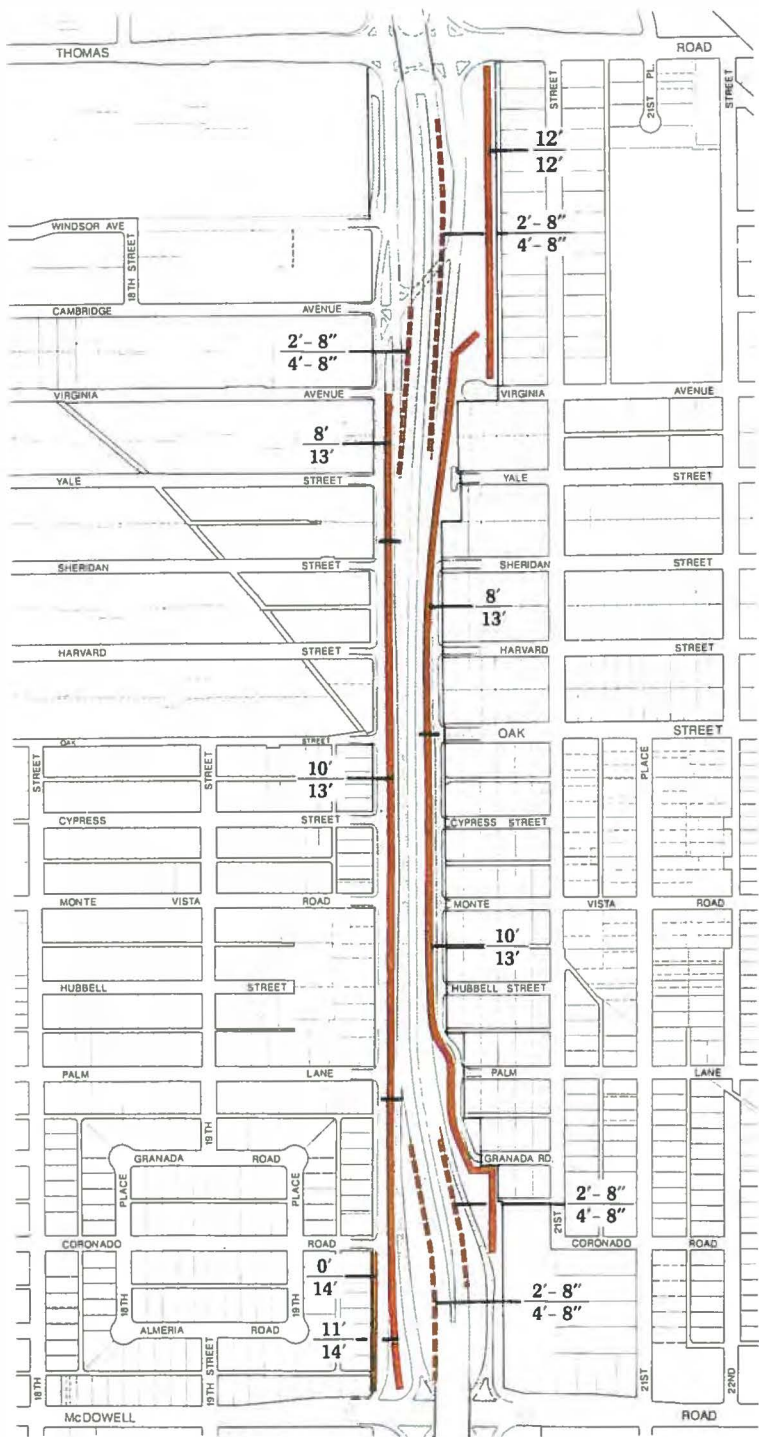 THOMAS
ROAD
STREET
21ST PL.
STREET
12'
12'
WINDSOR AVE
18TH STREET
2'-8"
4'-8"
CAMBRIDGE
AVENUE
2'-8"
4'-8"
VIRGINIA
AVENUE
VIRGINIA
AVENUE
8'
13'
YALE
STREET
YALE
STREET
SHERIDAN
STREET
SHERIDAN
STREET
8'
13'
HARVARD
STREET
HARVARD
STREET
OAK
STREET
OAK
STREET
STREET
STREET
PLACE
10'
13'
CYPRESS
STREET
CYPRESS STREET
MONTE
VISTA
ROAD
MONTE
VISTA
ROAD
10'
13'
HUBBELL
STREET
HUBBELL STREET
PALM
LANE
PALM
LANE
19TH
GRANADA
ROAD
GRANADA RD.
PLACE
PLACE
2'-8"
4'-8"
21ST
CORONADO
ROAD
CORONADO
ROAD
0'
14'
18TH
19TH
2'-8"
4'-8"
ALMERIA
ROAD
11'
14'
18TH
19TH STREET
21ST
22ND
McDOWELL
ROAD